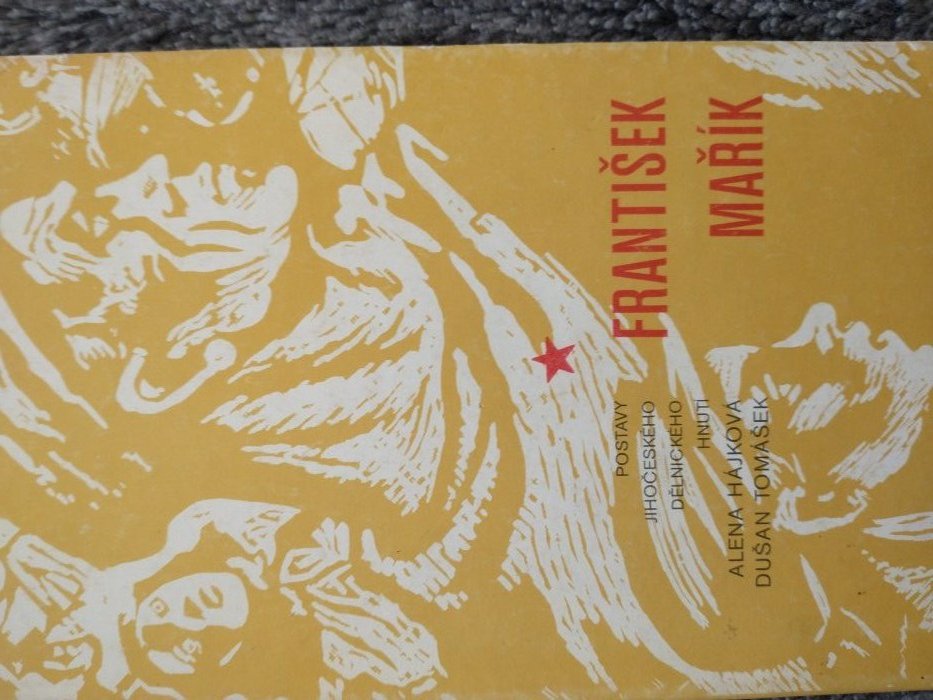 FRANTIŠEK
MAŘÍK
POSTAVY
JIHOČESKÉHO
DĚLNICKÉHO
HNUTÍ
ALENA HÁJKOVÁ
DUŠAN TOMÁŠEK